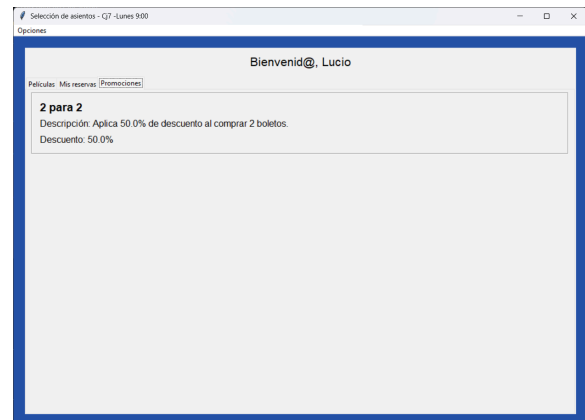 Selección de asientos - Cj7 -Lunes 9:00
Opciones
Bienvenid@, Lucio
Películas Mis reservas Promociones
2 para 2
Descripción: Aplica 50.0% de descuento al comprar 2 boletos.
Descuento: 50.0%